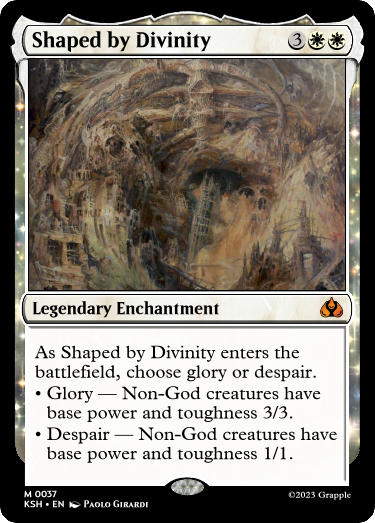 Shaped by Divinity 3
Legendary Enchantment
As Shaped by Divinity enters the
battlefield, choose glory or despair.
• Glory — Non-God creatures have
base power and toughness 3/3.
• Despair — Non-God creatures have
base power and toughness 1/1.
M 0037
KSH • EN Paolo Girardi
©2023 Grapple